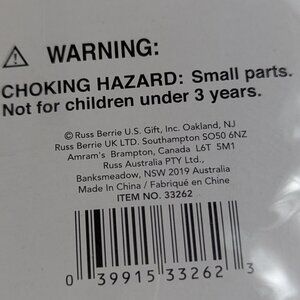 ⚠ WARNING:
CHOKING HAZARD: Small parts.
Not for children under 3 years.
© Russ Berrie U.S. Gift, Inc. Oakland, NJ
Russ Berrie UK LTD. Southampton SO50 6NZ
Amram's Brampton, Canada L6T 5M1
Russ Australia PTY Ltd.,
Banksmeadow, NSW 2019 Australia
Made In China / Fabriqué en Chine
ITEM NO. 33262
0 39915 33262 3